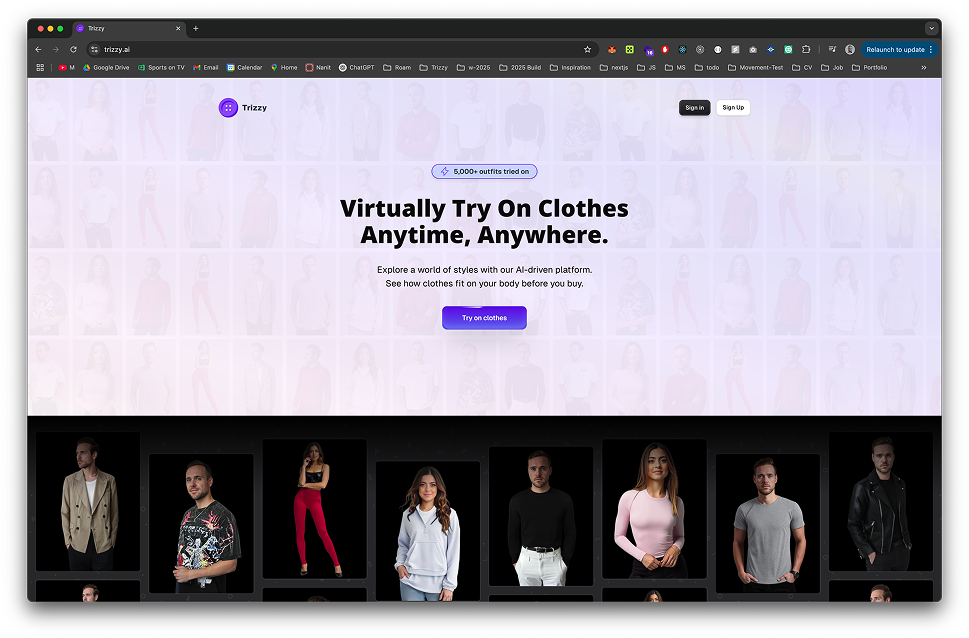 Trizzy
trizzy.ai
16
Relaunch to update
M
Google Drive
Sports on TV
Email
Calendar
Home
Nanit
ChatGPT
Roam
Trizzy
w-2025
2025 Build
Inspiration
nextjs
JS
MS
todo
Movement-Test
CV
Job
Portfolio
Trizzy
Sign in
Sign Up
5,000+ outfits tried on
Virtually Try On Clothes
Anytime, Anywhere.
Explore a world of styles with our AI-driven platform.
See how clothes fit on your body before you buy.
Try on clothes